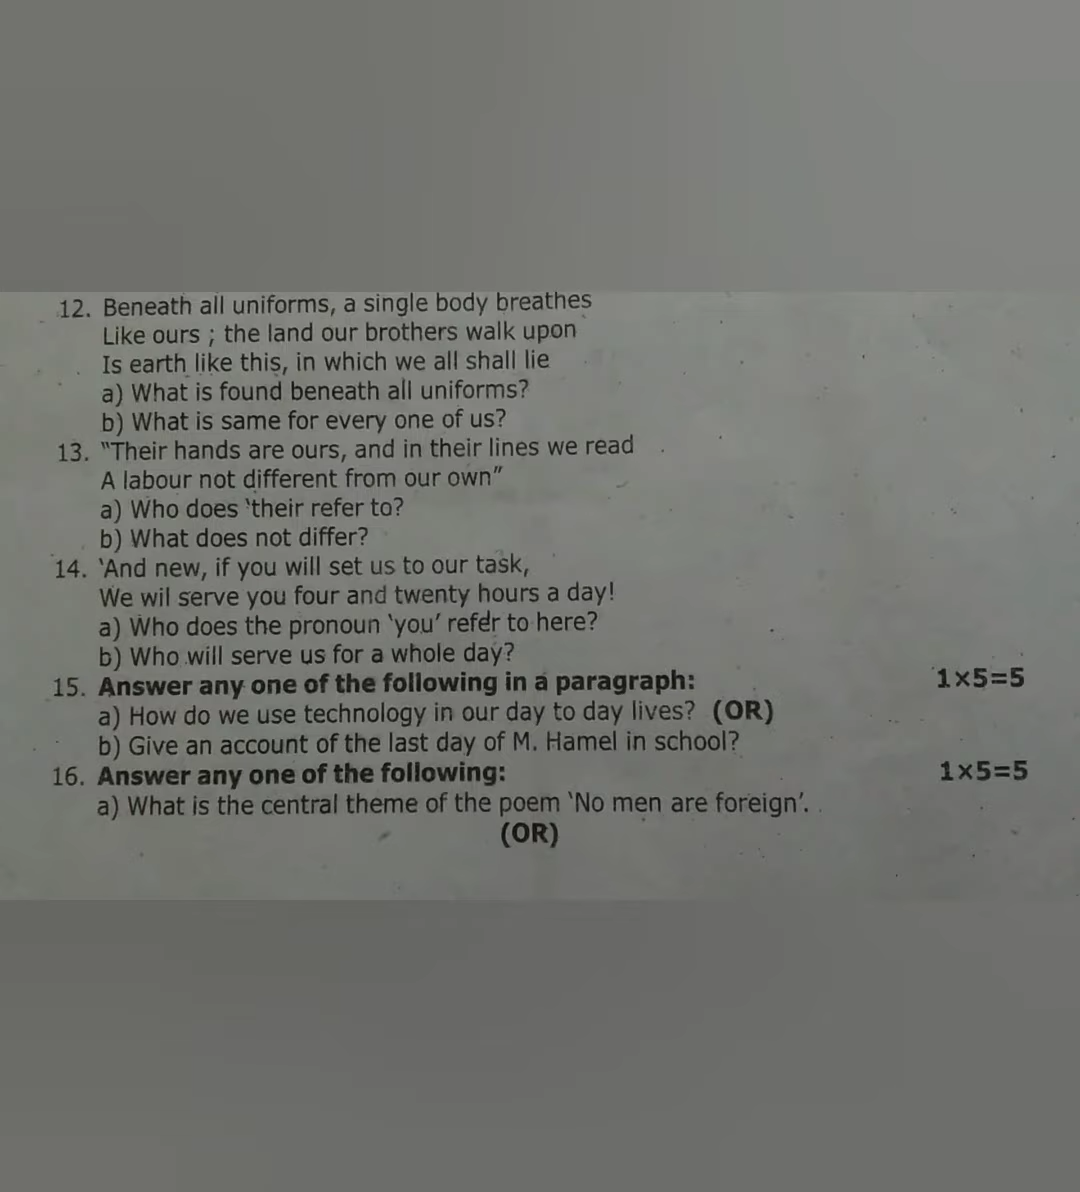 12. Beneath all uniforms, a single body breathes
Like ours ; the land our brothers walk upon
Is earth like this, in which we all shall lie
a) What is found beneath all uniforms?
b) What is same for every one of us?
13. "Their hands are ours, and in their lines we read
A labour not different from our own"
a) Who does 'their refer to?
b) What does not differ?
14. 'And new, if you will set us to our task,
We wil serve you four and twenty hours a day!
a) Who does the pronoun 'you' refer to here?
b) Who will serve us for a whole day?
15. Answer any one of the following in a paragraph: 1×5=5
a) How do we use technology in our day to day lives? (OR)
b) Give an account of the last day of M. Hamel in school?
16. Answer any one of the following: 1×5=5
a) What is the central theme of the poem 'No men are foreign'.
(OR)